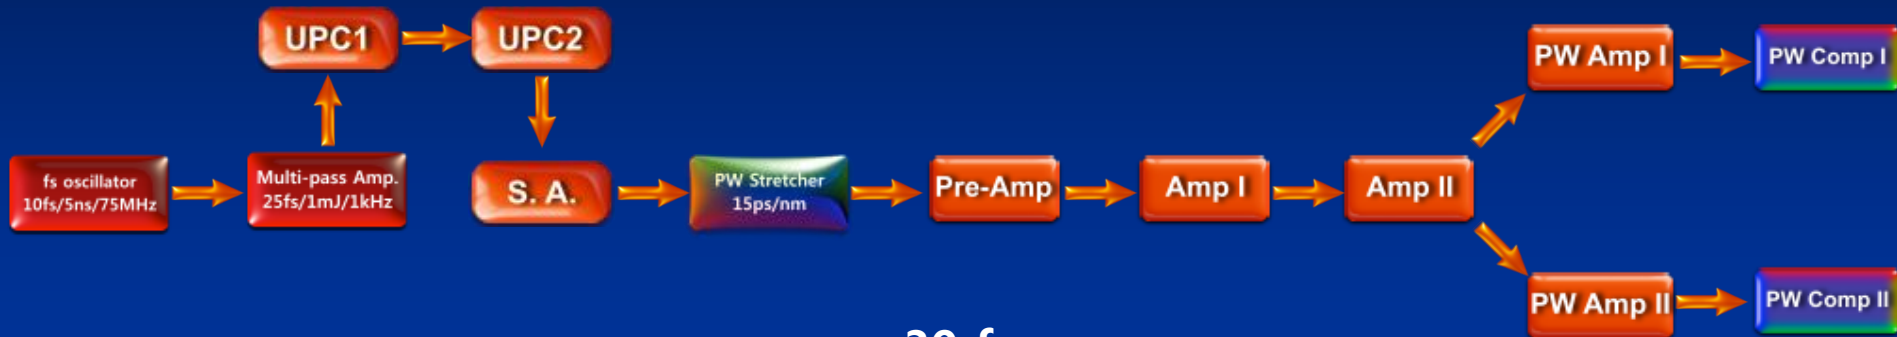 UPC1
UPC2
PW Amp I
PW Comp I
fs oscillator
10fs/5ns/75MHz
Multi-pass Amp.
25fs/1mJ/1kHz
S. A.
PW Stretcher
15ps/nm
Pre-Amp
Amp I
Amp II
PW Amp II
PW Comp II